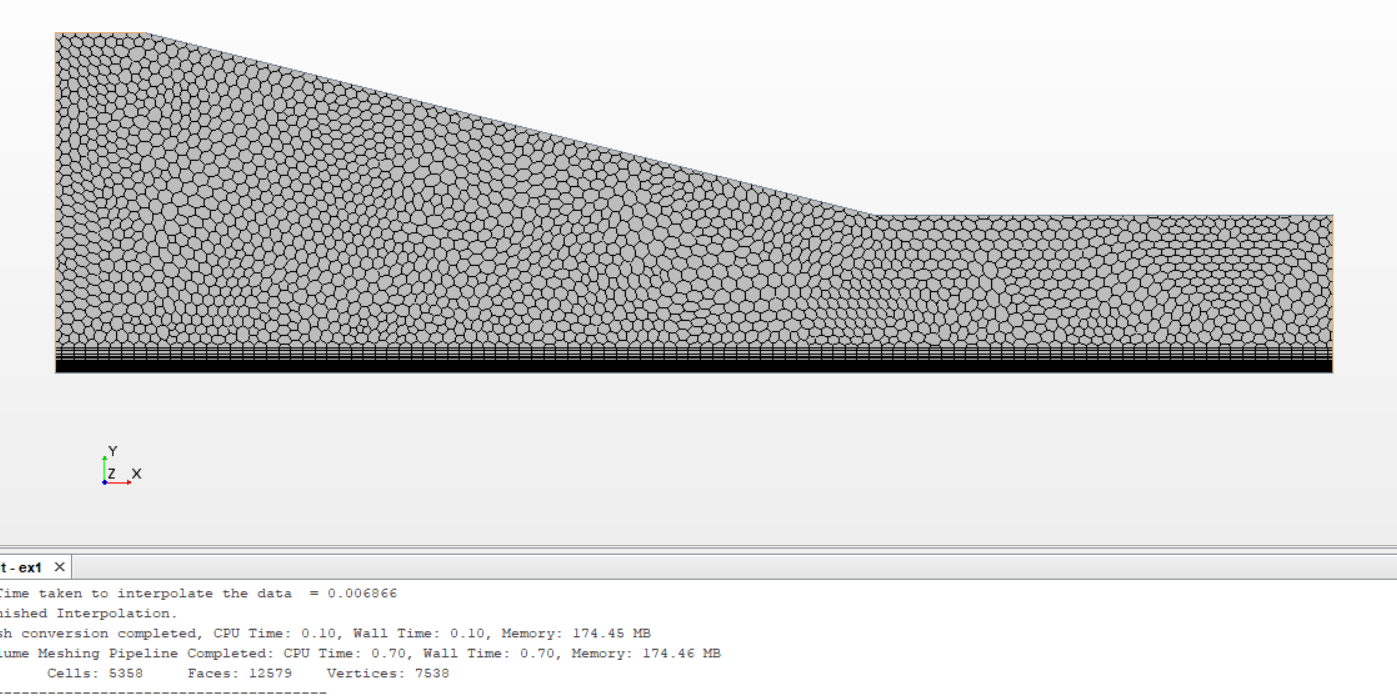 Y
Z X
t - ex1 ×
Time taken to interpolate the data = 0.006866
nished Interpolation.
sh conversion completed, CPU Time: 0.10, Wall Time: 0.10, Memory: 174.45 MB
lume Meshing Pipeline Completed: CPU Time: 0.70, Wall Time: 0.70, Memory: 174.46 MB
Cells: 5358 Faces: 12579 Vertices: 7538
---------------------------------------